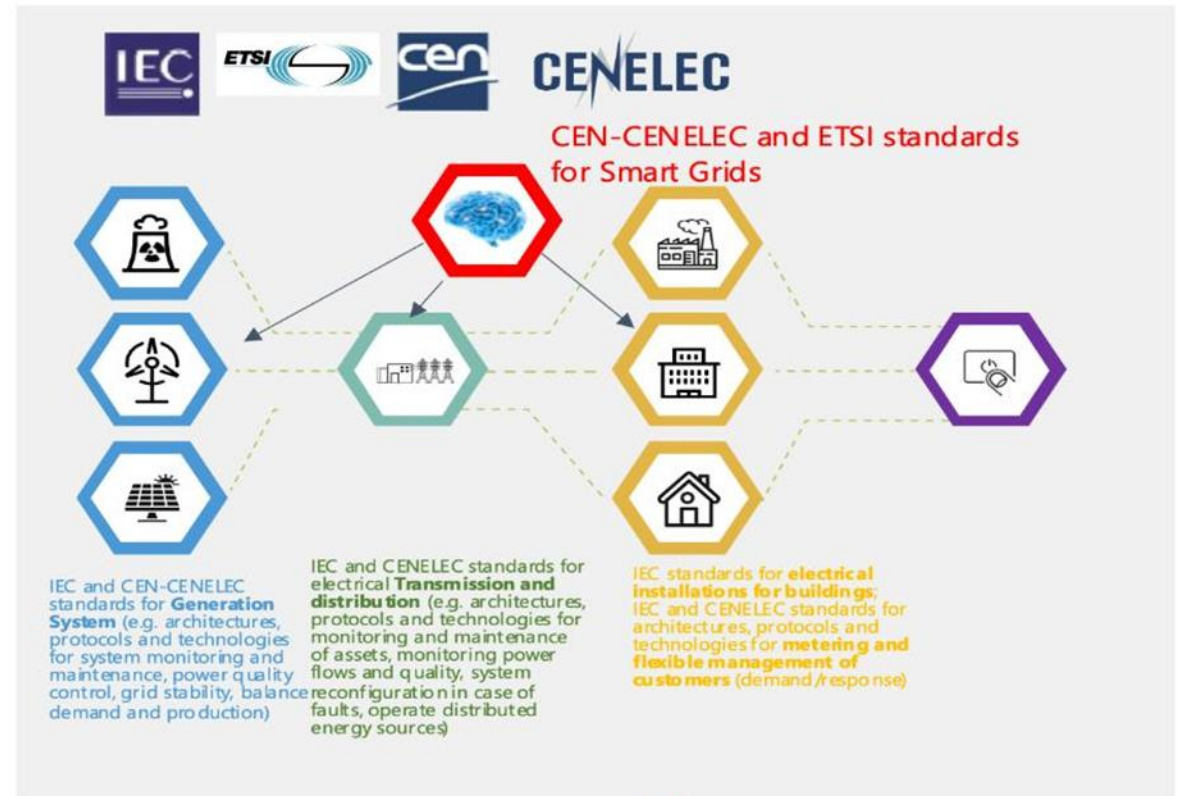 IEC
ETSI
cen
CENELEC
CEN-CENELEC and ETSI standards
for Smart Grids
IEC and CEN-CENELEC
standards for Generation
System (e.g. architectures,
protocols and technologies
for system monitoring and
maintenance, power quality
control, grid stability, balance
demand and production)
IEC and CENELEC standards for
electrical Transmission and
distribution (e.g. architectures,
protocols and technologies for
monitoring and maintenance
of assets, monitoring power
flows and quality, system
reconfiguration in case of
faults, operate distributed
energy sources)
IEC standards for electrical
installations for buildings;
IEC and CENELEC standards for
architectures, protocols and
technologies for metering and
flexible management of
customers (demand/response)